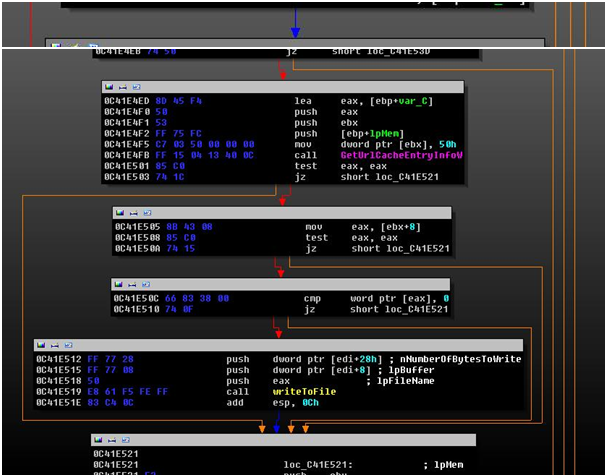 0C41E4EB 74 50 jz short loc_C41E53D
0C41E4ED 8D 45 F4 lea eax, [ebp+var_C]
0C41E4F0 50 push eax
0C41E4F1 53 push ebx
0C41E4F2 FF 75 FC push [ebp+lpMem]
0C41E4F5 C7 03 50 00 00 00 mov dword ptr [ebx], 50h
0C41E4FB FF 15 04 13 40 0C call GetUrlCacheEntryInfoW
0C41E501 85 C0 test eax, eax
0C41E503 74 1C jz short loc_C41E521
0C41E505 8B 43 08 mov eax, [ebx+8]
0C41E508 85 C0 test eax, eax
0C41E50A 74 15 jz short loc_C41E521
0C41E50C 66 83 38 00 cmp word ptr [eax], 0
0C41E510 74 0F jz short loc_C41E521
0C41E512 FF 77 28 push dword ptr [edi+28h] ; nNumberOfBytesToWrite
0C41E515 FF 77 08 push dword ptr [edi+8] ; lpBuffer
0C41E518 50 push eax ; lpFileName
0C41E519 E8 61 F5 FE FF call writeToFile
0C41E51E 83 C4 0C add esp, 0Ch
0C41E521
0C41E521 loc_C41E521: ; lpMem